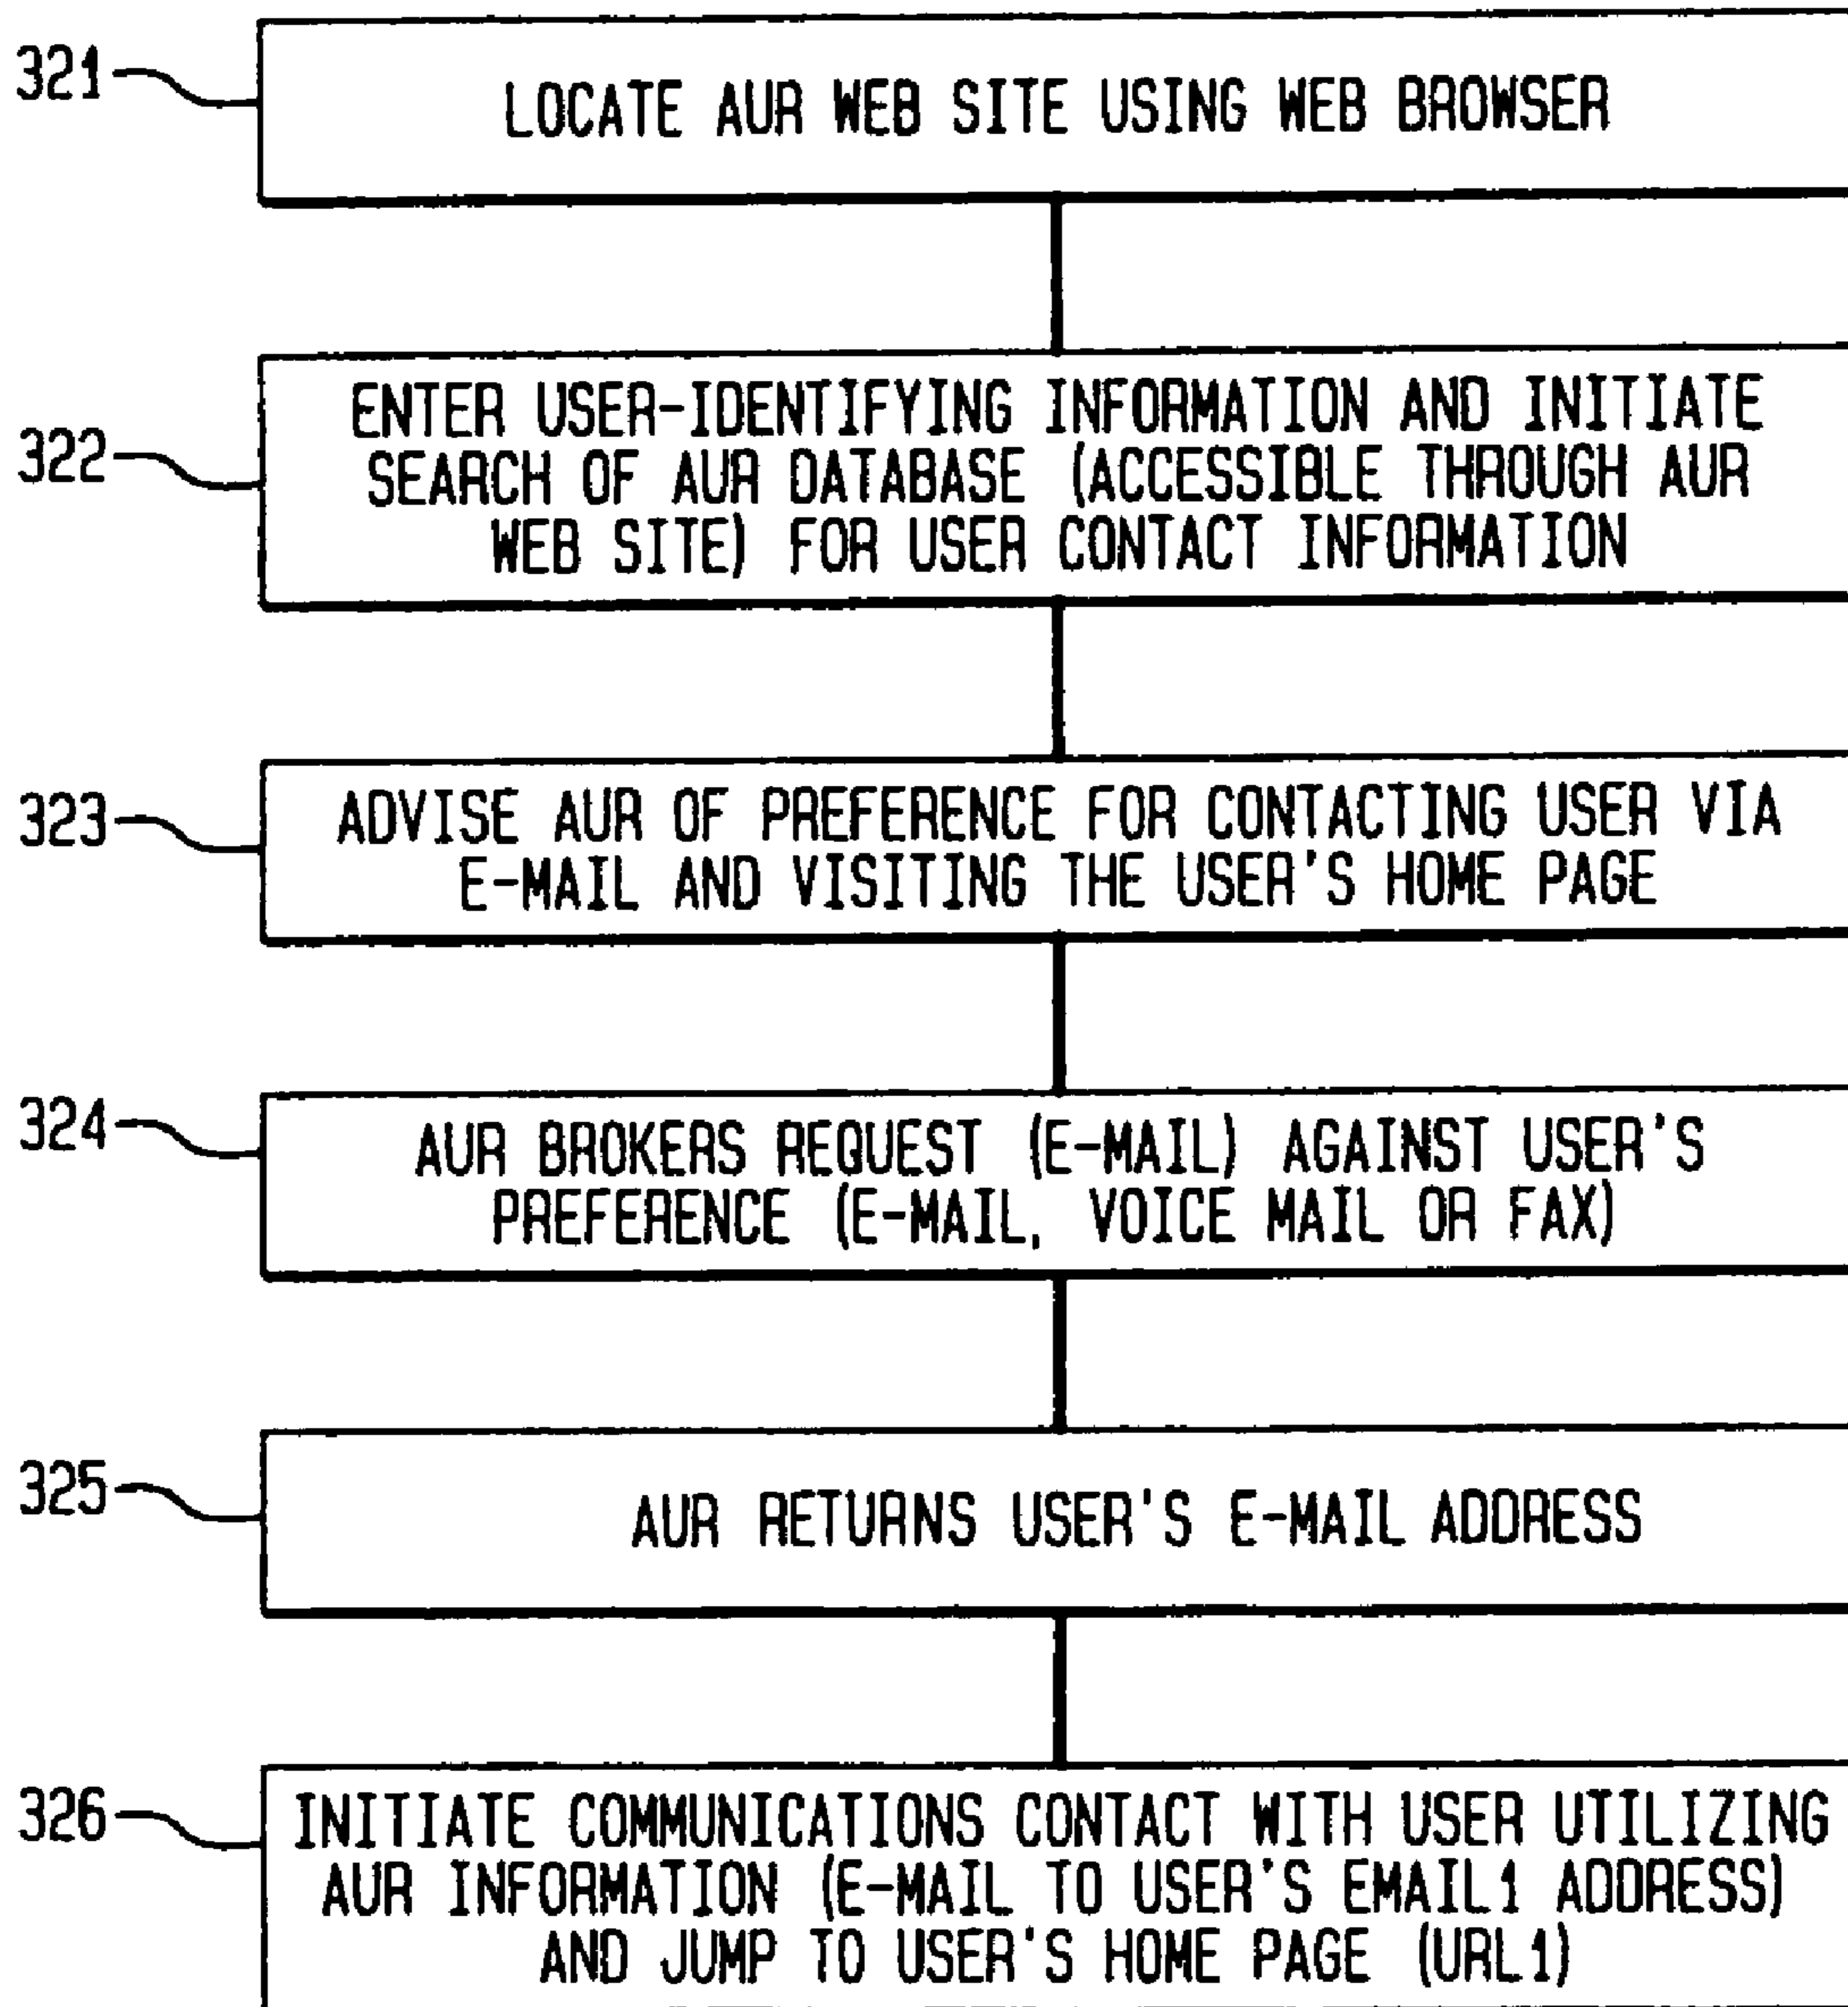 321
LOCATE AUR WEB SITE USING WEB BROWSER
322
ENTER USER-IDENTIFYING INFORMATION AND INITIATE
SEARCH OF AUR DATABASE (ACCESSIBLE THROUGH AUR
WEB SITE) FOR USER CONTACT INFORMATION
323
ADVISE AUR OF PREFERENCE FOR CONTACTING USER VIA
E-MAIL AND VISITING THE USER'S HOME PAGE
324
AUR BROKERS REQUEST (E-MAIL) AGAINST USER'S
PREFERENCE (E-MAIL, VOICE MAIL OR FAX)
325
AUR RETURNS USER'S E-MAIL ADDRESS
326
INITIATE COMMUNICATIONS CONTACT WITH USER UTILIZING
AUR INFORMATION (E-MAIL TO USER'S EMAIL1 ADDRESS)
AND JUMP TO USER'S HOME PAGE (URL1)